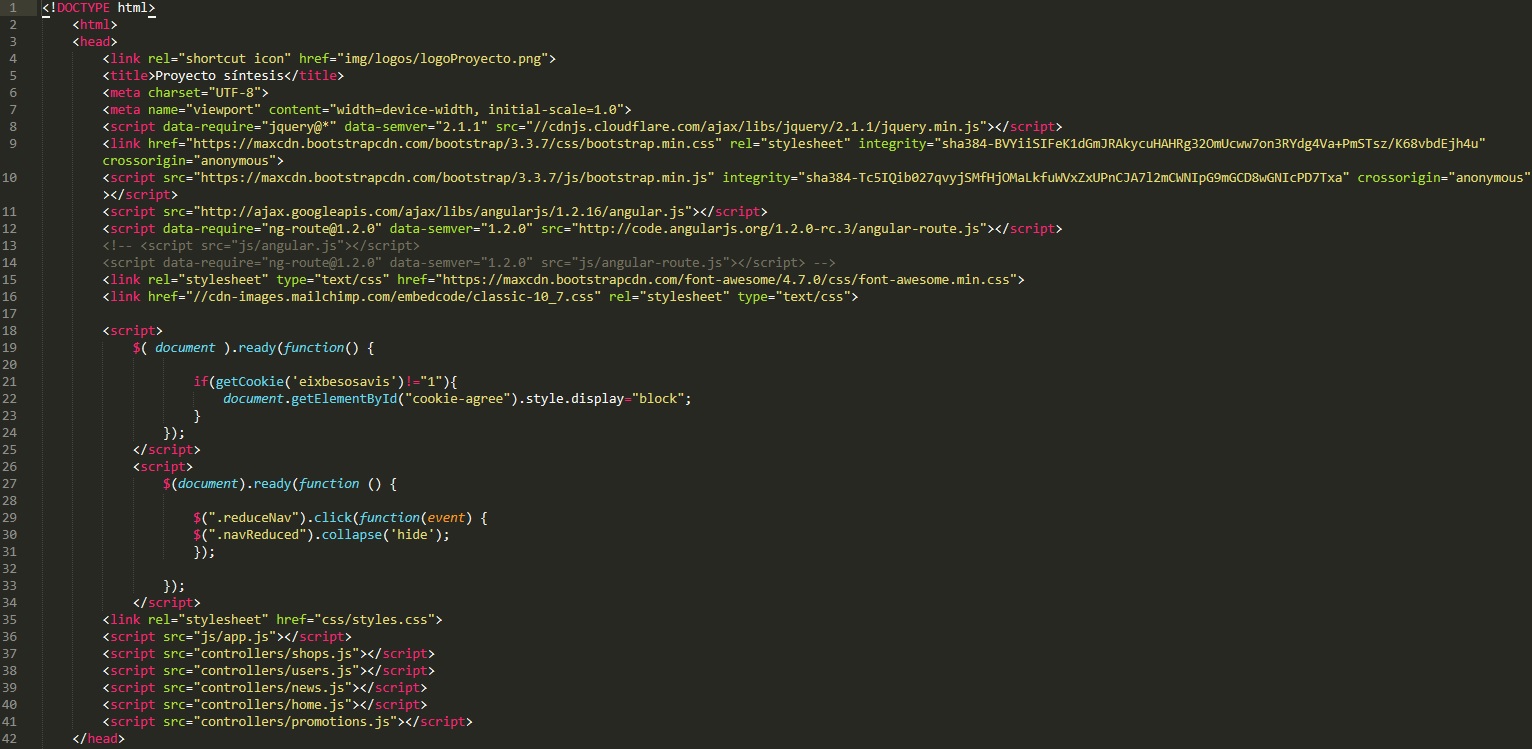 1 <!DOCTYPE html>
2 <html>
3 <head>
4 <link rel="shortcut icon" href="img/logos/logoProyecto.png">
5 <title>Proyecto síntesis</title>
6 <meta charset="UTF-8">
7 <meta name="viewport" content="width=device-width, initial-scale=1.0">
8 <script data-require="jquery@*" data-semver="2.1.1" src="//cdnjs.cloudflare.com/ajax/libs/jquery/2.1.1/jquery.min.js"></script>
9 <link href="https://maxcdn.bootstrapcdn.com/bootstrap/3.3.7/css/bootstrap.min.css" rel="stylesheet" integrity="sha384-BVYiiSIFeK1dGmJRAkycuHAHRg32OmUcww7on3RYdg4Va+PmSTsz/K68vbdEjh4u"
crossorigin="anonymous">
10 <script src="https://maxcdn.bootstrapcdn.com/bootstrap/3.3.7/js/bootstrap.min.js" integrity="sha384-Tc5IQib027qvyjSMfHjOMaLkfuWVxZxUPnCJA7l2mCWNIpG9mGCD8wGNIcPD7Txa" crossorigin="anonymous"
></script>
11 <script src="http://ajax.googleapis.com/ajax/libs/angularjs/1.2.16/angular.js"></script>
12 <script data-require="ng-route@1.2.0" data-semver="1.2.0" src="http://code.angularjs.org/1.2.0-rc.3/angular-route.js"></script>
13 <!-- <script src="js/angular.js"></script>
14 <script data-require="ng-route@1.2.0" data-semver="1.2.0" src="js/angular-route.js"></script> -->
15 <link rel="stylesheet" type="text/css" href="https://maxcdn.bootstrapcdn.com/font-awesome/4.7.0/css/font-awesome.min.css">
16 <link href="//cdn-images.mailchimp.com/embedcode/classic-10_7.css" rel="stylesheet" type="text/css">
17
18 <script>
19 $( document ).ready(function() {
20
21 if(getCookie('eixbesosavis')!="1"){
22 document.getElementById("cookie-agree").style.display="block";
23 }
24 });
25 </script>
26 <script>
27 $(document).ready(function () {
28
29 $(".reduceNav").click(function(event) {
30 $(".navReduced").collapse('hide');
31 });
32
33 });
34 </script>
35 <link rel="stylesheet" href="css/styles.css">
36 <script src="js/app.js"></script>
37 <script src="controllers/shops.js"></script>
38 <script src="controllers/users.js"></script>
39 <script src="controllers/news.js"></script>
40 <script src="controllers/home.js"></script>
41 <script src="controllers/promotions.js"></script>
42 </head>